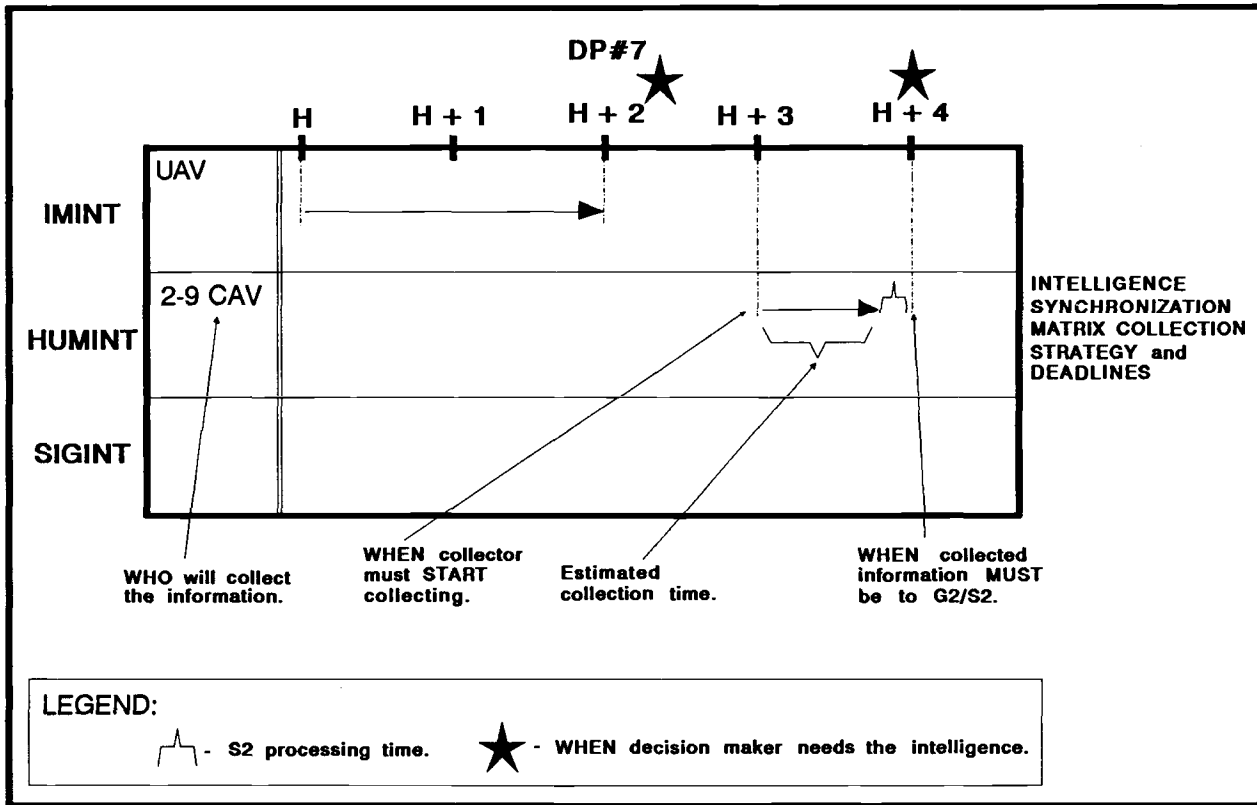 DP#7
H
H + 1
H + 2
H + 3
H + 4
UAV
IMINT
2-9 CAV
HUMINT
SIGINT
INTELLIGENCE
SYNCHRONIZATION
MATRIX COLLECTION
STRATEGY and
DEADLINES
WHO will collect
the information.
WHEN collector
must START
collecting.
Estimated
collection time.
WHEN collected
information MUST
be to G2/S2.
LEGEND:
- S2 processing time.
- WHEN decision maker needs the intelligence.